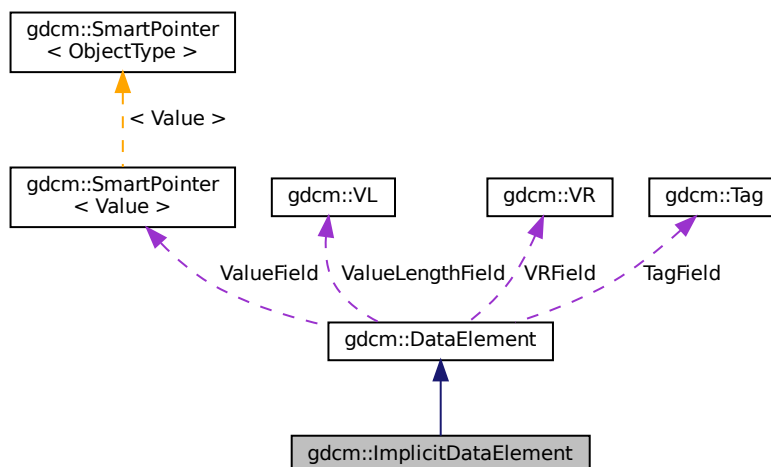 gdcm::SmartPointer
< ObjectType >
< Value >
gdcm::SmartPointer
< Value >
gdcm::VL
gdcm::VR
gdcm::Tag
ValueField
ValueLengthField
VRField
TagField
gdcm::DataElement
gdcm::ImplicitDataElement